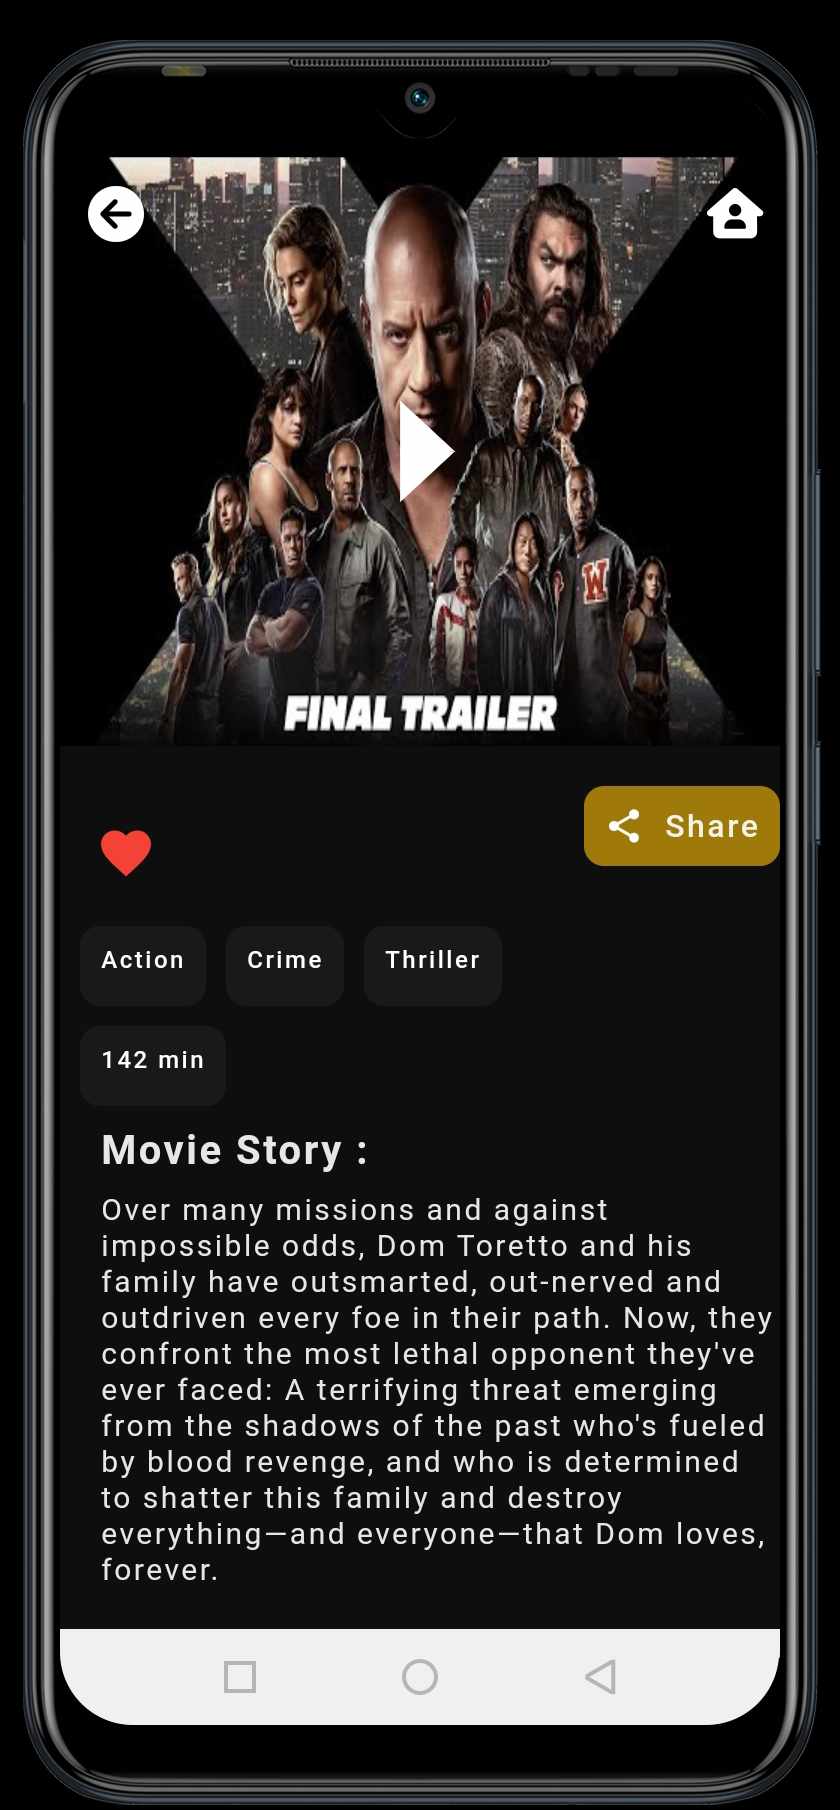 FINAL TRAILER
W
Share
Action Crime Thriller
142 min
Movie Story :
Over many missions and against
impossible odds, Dom Toretto and his
family have outsmarted, out-nerved and
outdriven every foe in their path. Now, they
confront the most lethal opponent they've
ever faced: A terrifying threat emerging
from the shadows of the past who's fueled
by blood revenge, and who is determined
to shatter this family and destroy
everything—and everyone—that Dom loves,
forever.